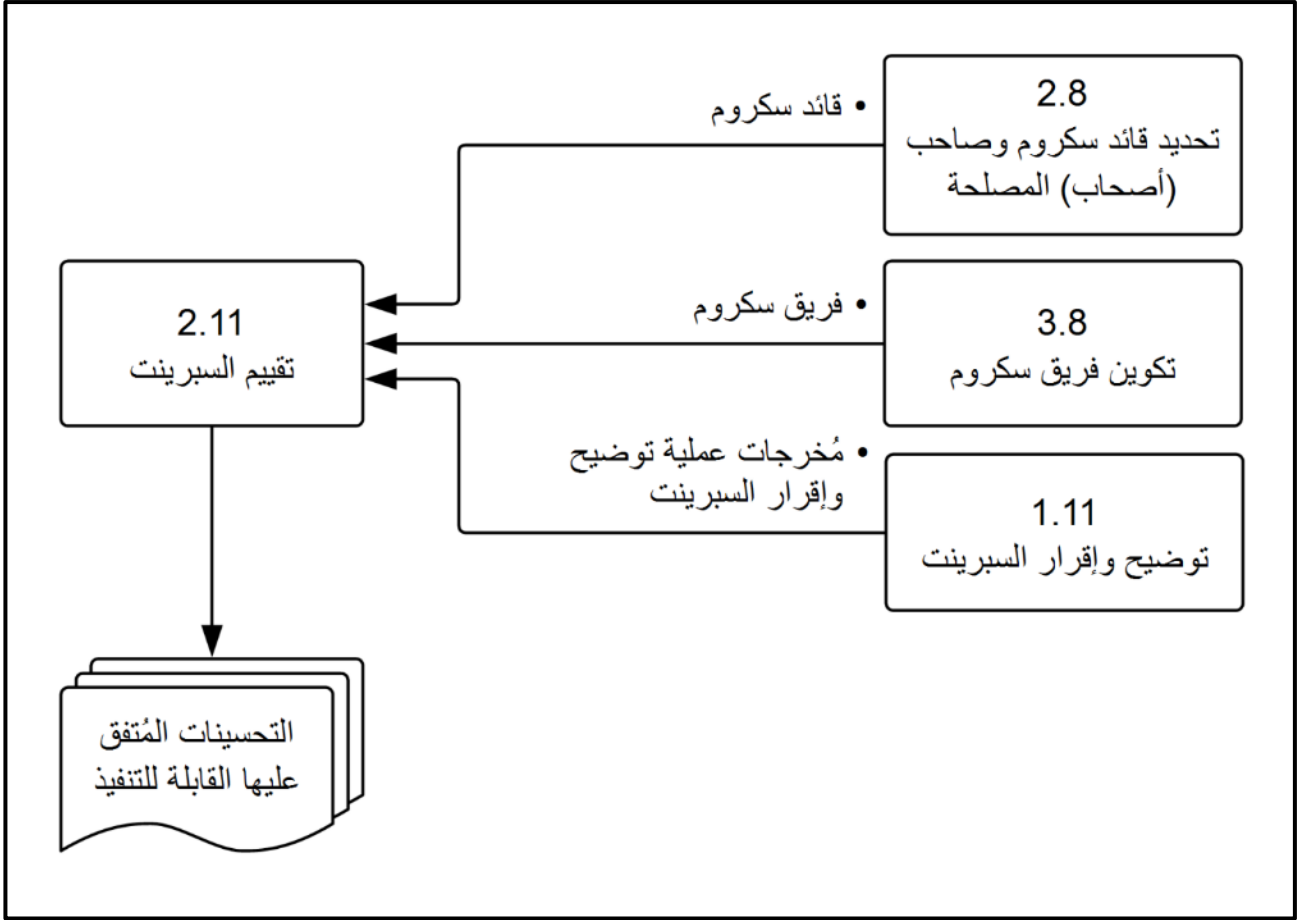 2.8
تحديد قائد سكروم وصاحب
(أصحاب) المصلحة
• قائد سكروم
3.8
تكوين فريق سكروم
• فريق سكروم
2.11
تقييم السبرينت
1.11
توضيح وإقرار السبرينت
• مُخرجات عملية توضيح
وإقرار السبرينت
التحسينات المُتفق
عليها القابلة للتنفيذ